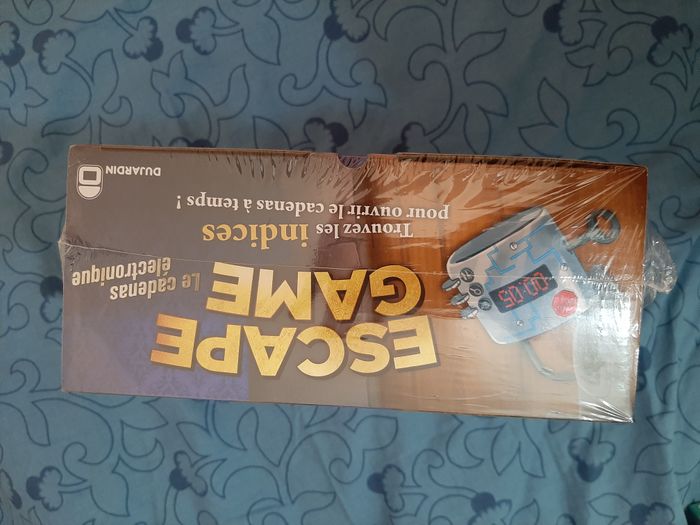 ESCAPE
GAME
Le cadenas
électronique
Trouvez les indices
pour ouvrir le cadenas à temps !
00:05
DUJARDIN